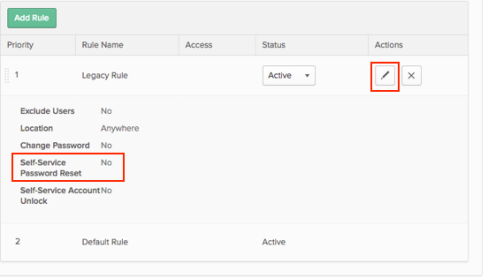 Add Rule
Priority Rule Name Access Status Actions
1 Legacy Rule Active
Exclude Users No
Location Anywhere
Change Password No
Self-Service No
Password Reset
Self-Service Account No
Unlock
2 Default Rule Active